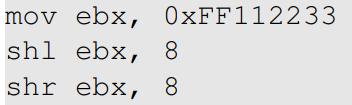 mov ebx, 0xFF112233
shl ebx, 8
shr ebx, 8